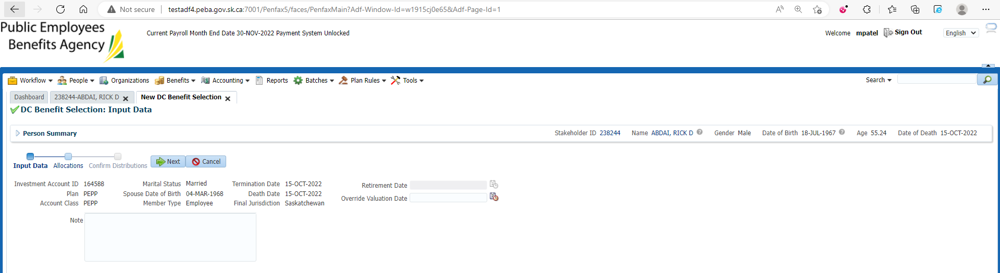 Not secure testadf4.peba.gov.sk.ca:7001/Penfax5/faces/PenfaxMain?Adf-Window-Id=w1915cj0e65&Adf-Page-Id=1
Public Employees
Benefits Agency
Current Payroll Month End Date 30-NOV-2022 Payment System Unlocked
Welcome mpatel Sign Out English
Workflow People Organizations Benefits Accounting Reports Batches Plan Rules Tools Search
Dashboard 238244-ABDAI, RICK D New DC Benefit Selection
DC Benefit Selection: Input Data
Person Summary Stakeholder ID 238244 Name ABDAI, RICK D Gender Male Date of Birth 18-JUL-1967 Age 55.24 Date of Death 15-OCT-2022
Input Data Allocations Confirm Distributions Next Cancel
Investment Account ID 164588 Marital Status Married Termination Date 15-OCT-2022 Retirement Date
Plan PEPP Spouse Date of Birth 04-MAR-1968 Death Date 15-OCT-2022 Override Valuation Date
Account Class PEPP Member Type Employee Final Jurisdiction Saskatchewan
Note